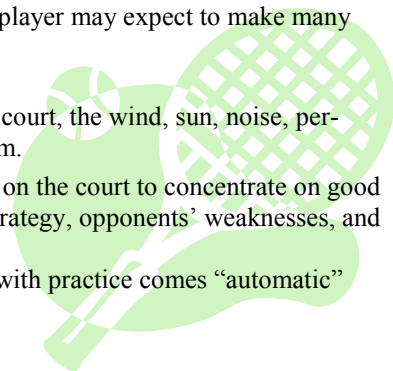 player may expect to make many
court, the wind, sun, noise, per-
m.
on the court to concentrate on good
rategy, opponents’ weaknesses, and
with practice comes “automatic”